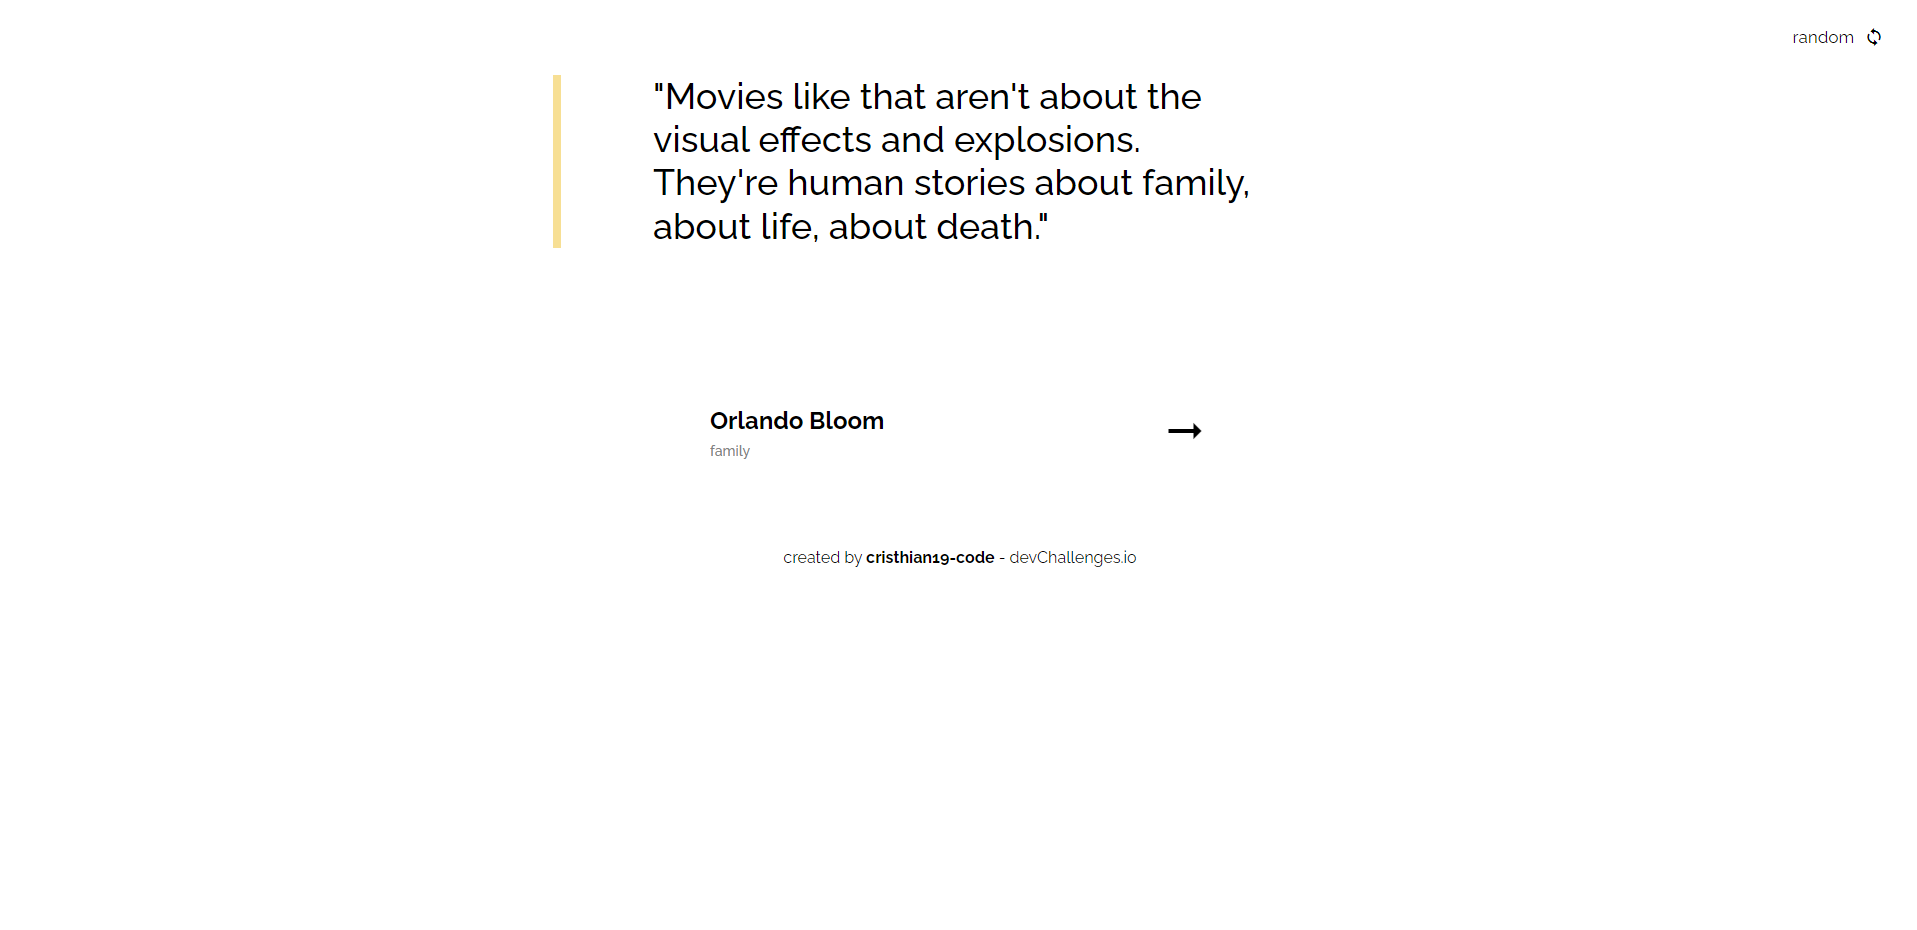 random
"Movies like that aren't about the
visual effects and explosions.
They're human stories about family,
about life, about death."
Orlando Bloom
family
created by cristhian19-code - devChallenges.io